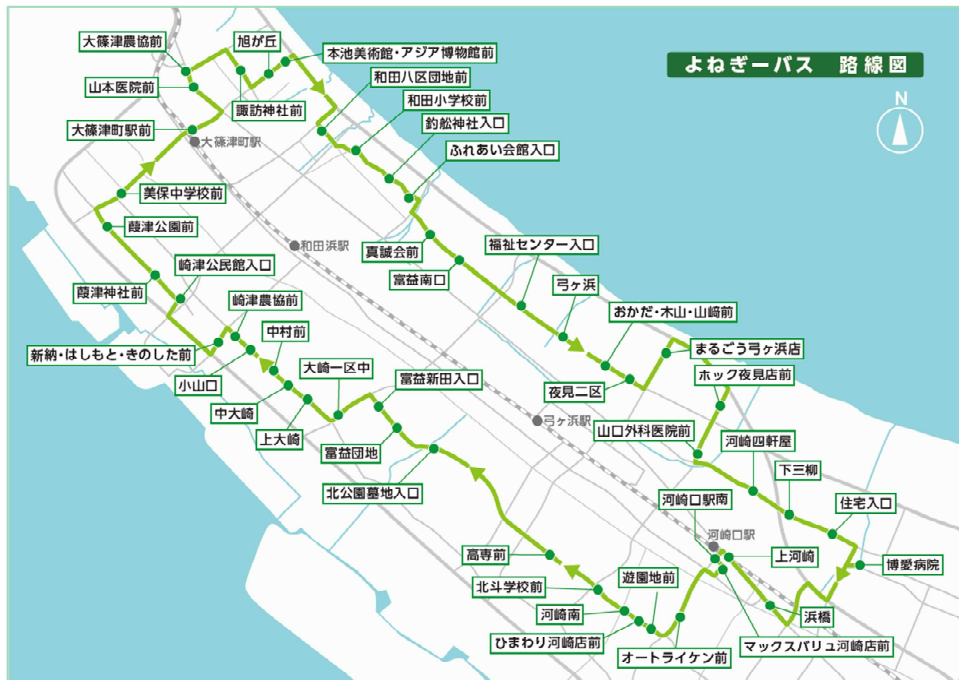 よねぎーバス 路線図
N
大篠津農協前
旭が丘
本池美術館・アジア博物館前
山本医院前
諏訪神社前
和田八区団地前
和田小学校前
大篠津町駅前
大篠津町駅
釣舩神社入口
ふれあい会館入口
美保中学校前
葭津公園前
和田浜駅
真誠会前
福祉センター入口
富益南口
崎津公民館入口
弓ヶ浜
葭津神社前
崎津農協前
おかだ・木山・山﨑前
中村前
まるごう弓ヶ浜店
新納・はしもと・きのした前
大崎一区中
富益新田入口
夜見二区
ホック夜見店前
小山口
中大崎
上大崎
弓ヶ浜駅
山口外科医院前
河崎四軒屋
富益団地
下三柳
北公園墓地入口
河崎口駅南
住宅入口
河崎口駅
高専前
上河崎
博愛病院
北斗学校前
遊園地前
河崎南
浜橋
ひまわり河崎店前
オートライケン前
マックスバリュ河崎店前